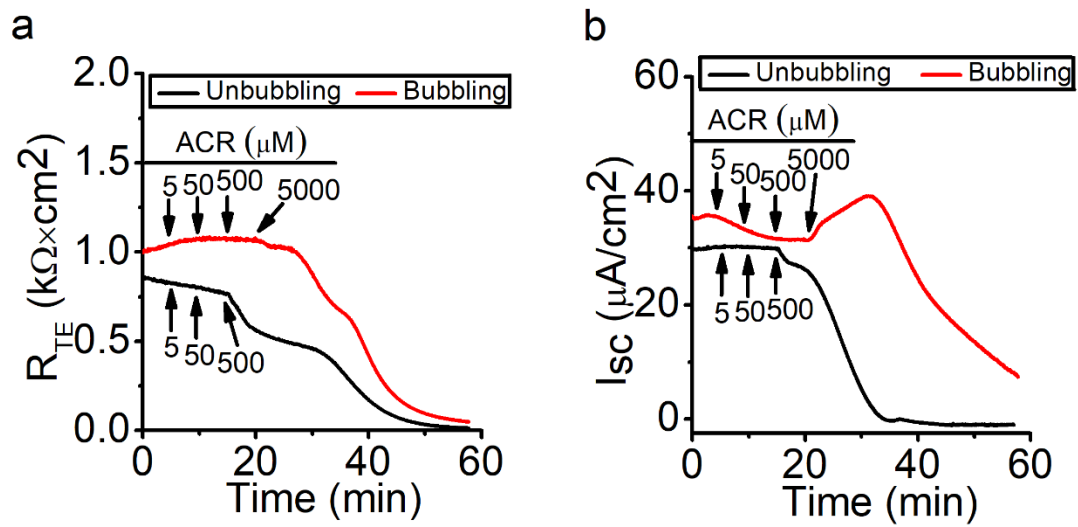 a
2.0
1.5
1.0
0.5
0.0
R_TE (kΩ×cm2)
Unbubbling
Bubbling
ACR (μM)
5
50
500
5000
5
50
500
0
20
40
60
Time (min)
b
60
40
20
0
Isc (μA/cm2)
Unbubbling
Bubbling
ACR (μM)
5
50
500
5000
5
50
500
0
20
40
60
Time (min)